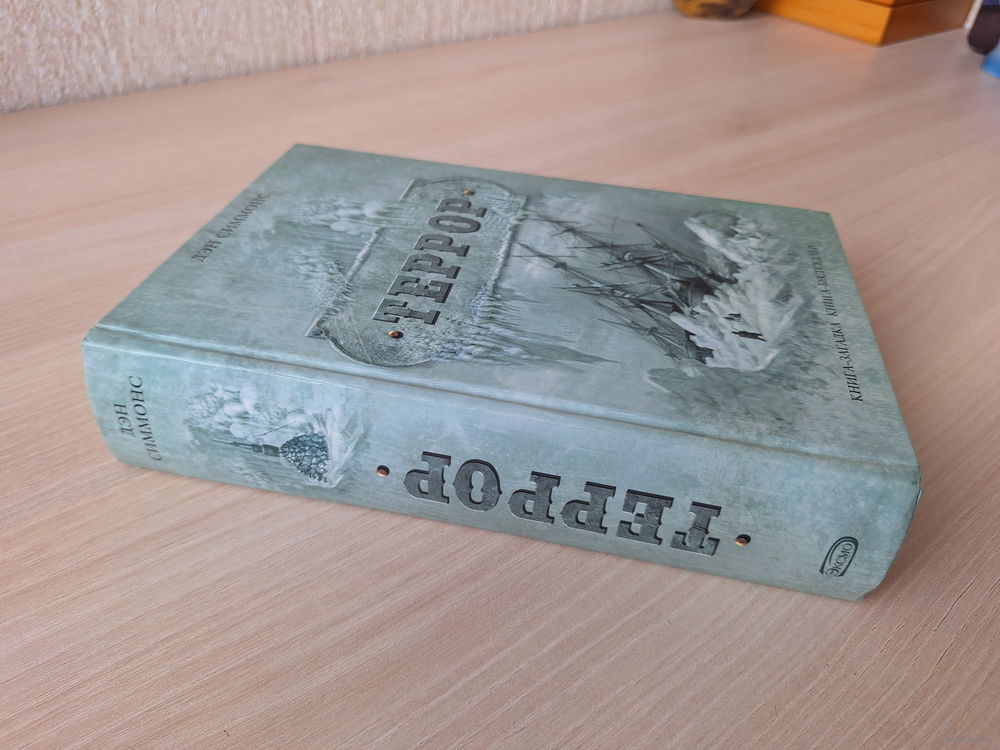 ДЭН СИММОНС
ТЕРРОР
КНИГА-ЗАГАДКА КНИГА-БЕСТСЕЛЛЕР
ДЭН
СИММОНС
ТЕРРОР
ЭКСМО